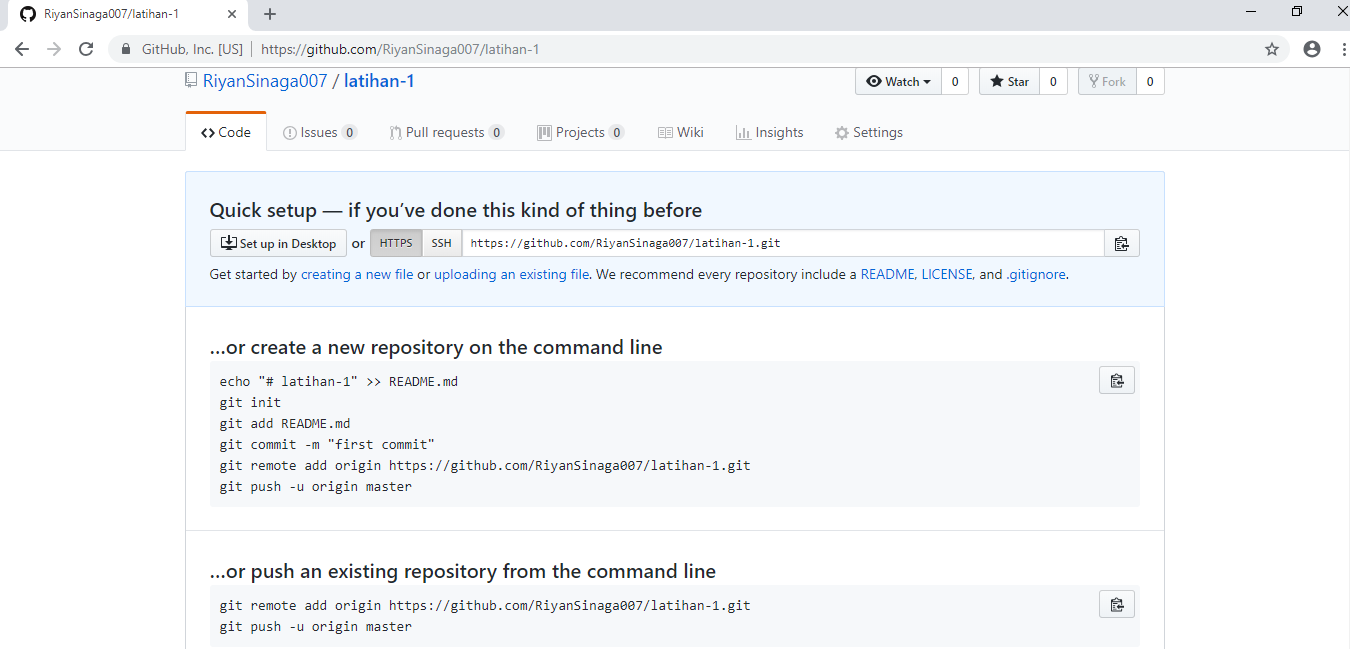 RiyanSinaga007/latihan-1
GitHub, Inc. [US] | https://github.com/RiyanSinaga007/latihan-1
RiyanSinaga007 / latihan-1
Watch 0 Star 0 Fork 0
Code Issues 0 Pull requests 0 Projects 0 Wiki Insights Settings
Quick setup — if you’ve done this kind of thing before
Set up in Desktop or HTTPS SSH https://github.com/RiyanSinaga007/latihan-1.git
Get started by creating a new file or uploading an existing file. We recommend every repository include a README, LICENSE, and .gitignore.
…or create a new repository on the command line
echo "# latihan-1" >> README.md
git init
git add README.md
git commit -m "first commit"
git remote add origin https://github.com/RiyanSinaga007/latihan-1.git
git push -u origin master
…or push an existing repository from the command line
git remote add origin https://github.com/RiyanSinaga007/latihan-1.git
git push -u origin master